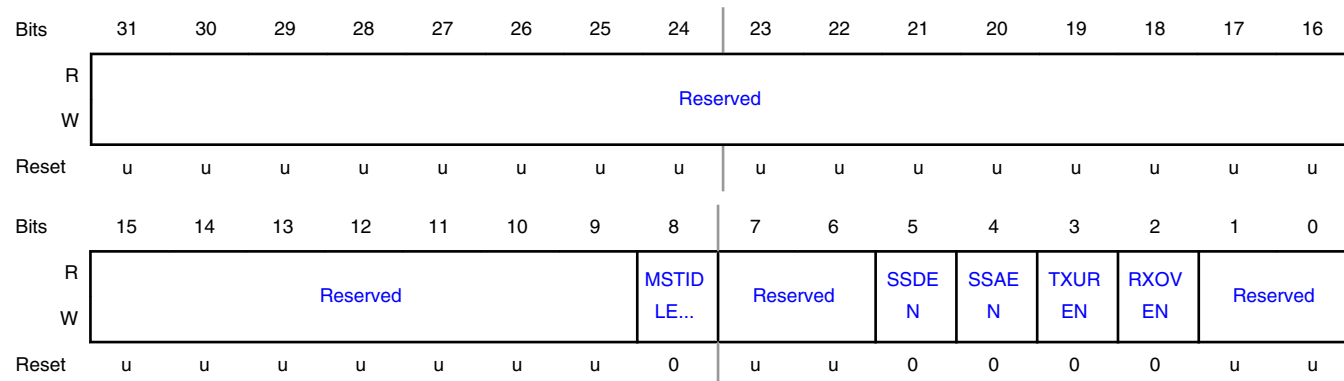 Bits 31 30 29 28 27 26 25 24 23 22 21 20 19 18 17 16
R
Reserved
W
Reset u u u u u u u u u u u u u u u u
Bits 15 14 13 12 11 10 9 8 7 6 5 4 3 2 1 0
R
Reserved MSTID LE... Reserved SSDE N SSAE N TXUR EN RXOV EN Reserved
W
Reset u u u u u u u 0 u u 0 0 0 0 u u